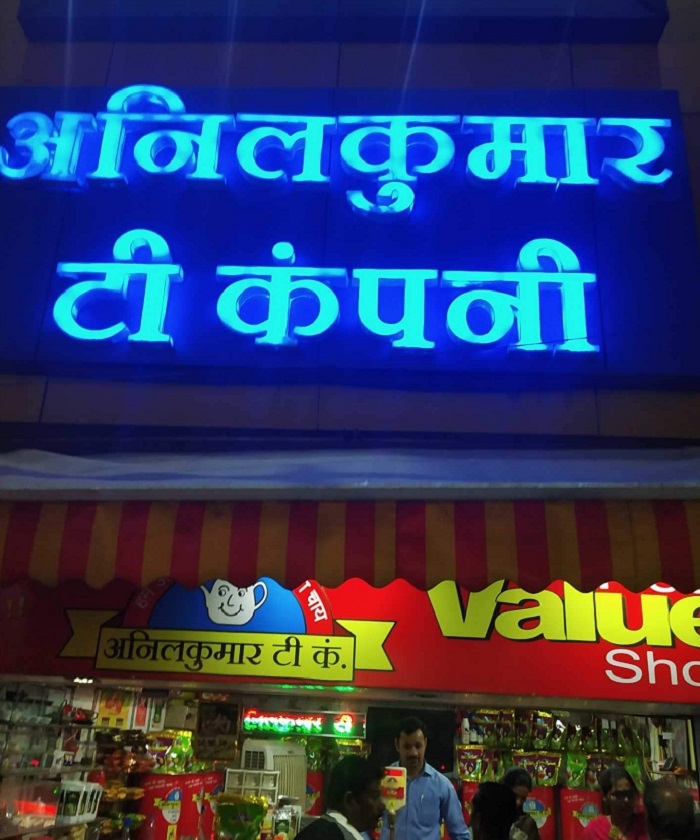 अनिलकुमार
टी कंपनी
चाय
Value
अनिलकुमार टी कं.
Sho